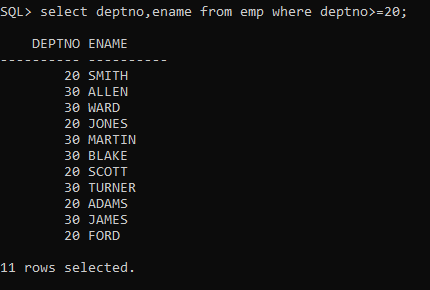 SQL> select deptno,ename from emp where deptno>=20;
    DEPTNO ENAME
---------- ----------
        20 SMITH
        30 ALLEN
        30 WARD
        20 JONES
        30 MARTIN
        30 BLAKE
        20 SCOTT
        30 TURNER
        20 ADAMS
        30 JAMES
        20 FORD
11 rows selected.